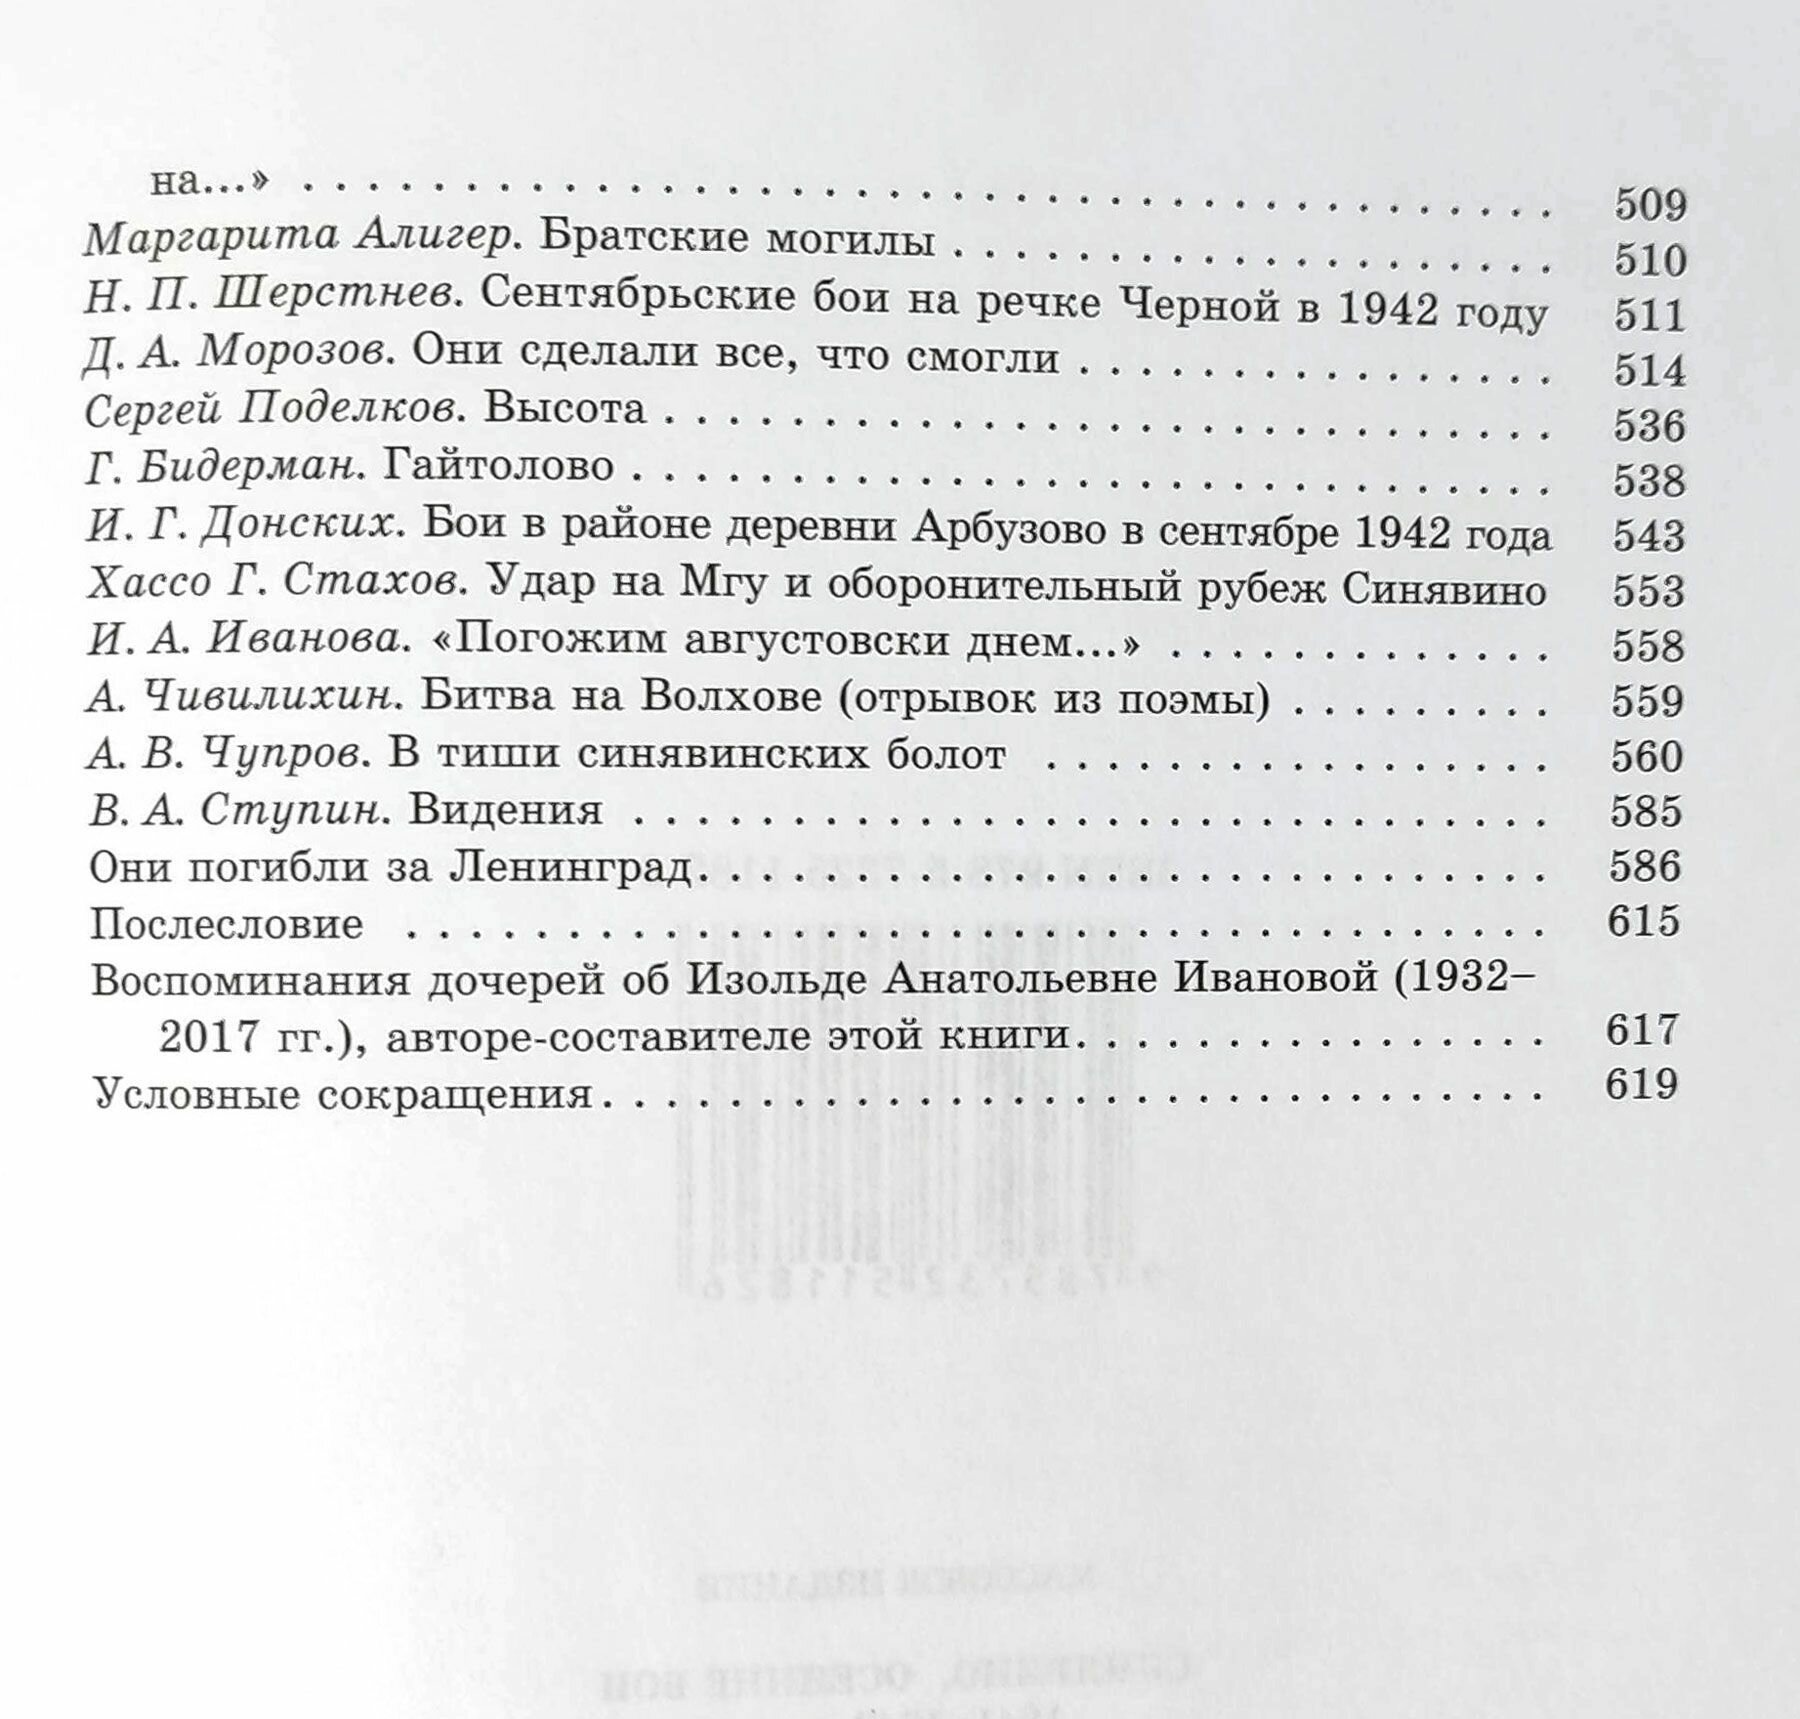 на...» 509
Маргарита Алигер. Братские могилы 510
Н. П. Шерстнев. Сентябрьские бои на речке Черной в 1942 году 511
Д. А. Морозов. Они сделали все, что смогли 514
Сергей Поделков. Высота 536
Г. Бидерман. Гайтолово 538
И. Г. Донских. Бои в районе деревни Арбузово в сентябре 1942 года 543
Хассо Г. Стахов. Удар на Мгу и оборонительный рубеж Синявино 553
И. А. Иванова. «Погожим августовски днем...» 558
А. Чивилихин. Битва на Волхове (отрывок из поэмы) 559
А. В. Чупров. В тиши синявинских болот 560
В. А. Ступин. Видения 585
Они погибли за Ленинград 586
Послесловие 615
Воспоминания дочерей об Изольде Анатольевне Ивановой (1932–
2017 гг.), авторе-составителе этой книги 617
Условные сокращения 619